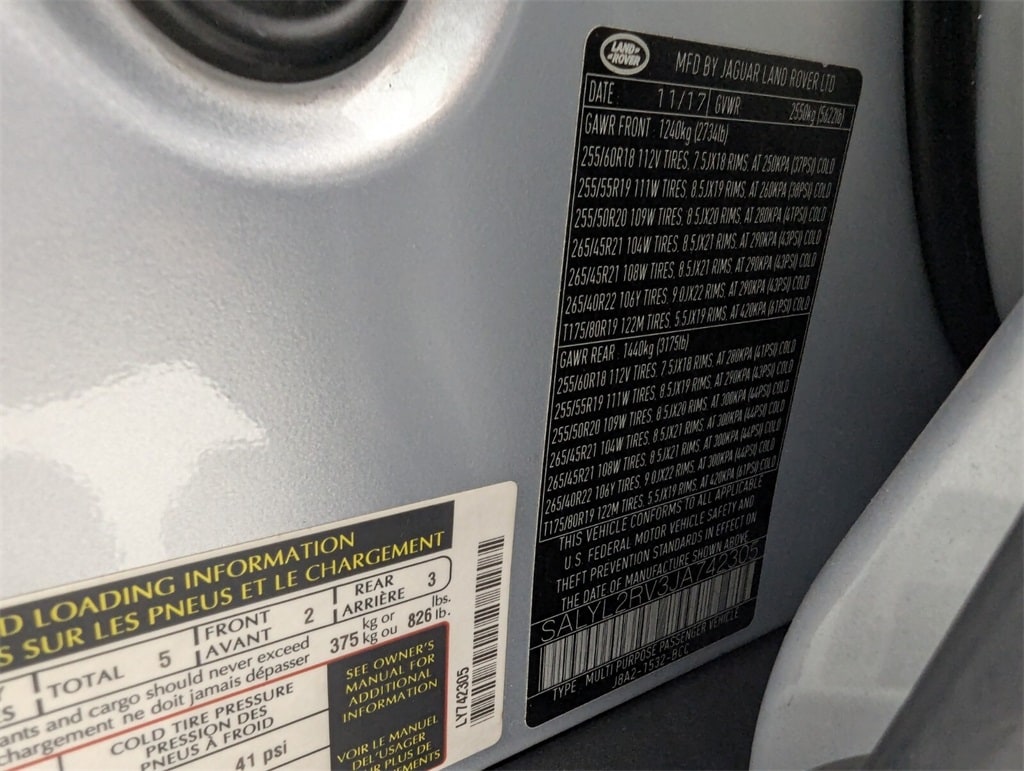 LAND ROVER
MFD BY JAGUAR LAND ROVER LTD
DATE : 11/17 GVWR 2550kg (5622lb)
GAWR FRONT : 1240kg (2734lb)
255/60R18 112V TIRES, 7.5JX18 RIMS, AT 250KPA (37PSI) COLD
255/55R19 111W TIRES, 8.5JX19 RIMS, AT 260KPA (38PSI) COLD
255/50R20 109W TIRES, 8.5JX20 RIMS, AT 280KPA (41PSI) COLD
265/45R21 104W TIRES, 8.5JX21 RIMS, AT 290KPA (43PSI) COLD
265/45R21 108W TIRES, 8.5JX21 RIMS, AT 290KPA (43PSI) COLD
265/40R22 106Y TIRES, 9.0JX22 RIMS, AT 290KPA (43PSI) COLD
T175/80R19 122M TIRES, 5.5JX19 RIMS, AT 420KPA (61PSI) COLD
GAWR REAR : 1440kg (3175lb)
255/60R18 112V TIRES, 7.5JX18 RIMS, AT 280KPA (41PSI) COLD
255/55R19 111W TIRES, 8.5JX19 RIMS, AT 290KPA (43PSI) COLD
255/50R20 109W TIRES, 8.5JX20 RIMS, AT 300KPA (44PSI) COLD
265/45R21 104W TIRES, 8.5JX21 RIMS, AT 300KPA (44PSI) COLD
265/45R21 108W TIRES, 8.5JX21 RIMS, AT 300KPA (44PSI) COLD
265/40R22 106Y TIRES, 9.0JX22 RIMS, AT 300KPA (44PSI) COLD
T175/80R19 122M TIRES, 5.5JX19 RIMS, AT 420KPA (61PSI) COLD
THIS VEHICLE CONFORMS TO ALL APPLICABLE
U.S. FEDERAL MOTOR VEHICLE SAFETY AND
THEFT PREVENTION STANDARDS IN EFFECT ON
THE DATE OF MANUFACTURE SHOWN ABOVE
SALYL2RV3JA742305
TYPE : MULTI PURPOSE PASSENGER VEHICLE
J8A2-1532-BCC
D LOADING INFORMATION
S SUR LES PNEUS ET LE CHARGEMENT
TOTAL 5 FRONT AVANT 2 REAR ARRIÈRE 3
ants and cargo should never exceed 375 kg or 826 lbs.
chargement ne doit jamais dépasser kg ou lb.
COLD TIRE PRESSURE
PRESSION DES
PNEUS À FROID
41 psi
SEE OWNER'S
MANUAL FOR
ADDITIONAL
INFORMATION
VOIR LE MANUEL
DEL'USAGER
UR PLUS DE
EMENTS
LY742305